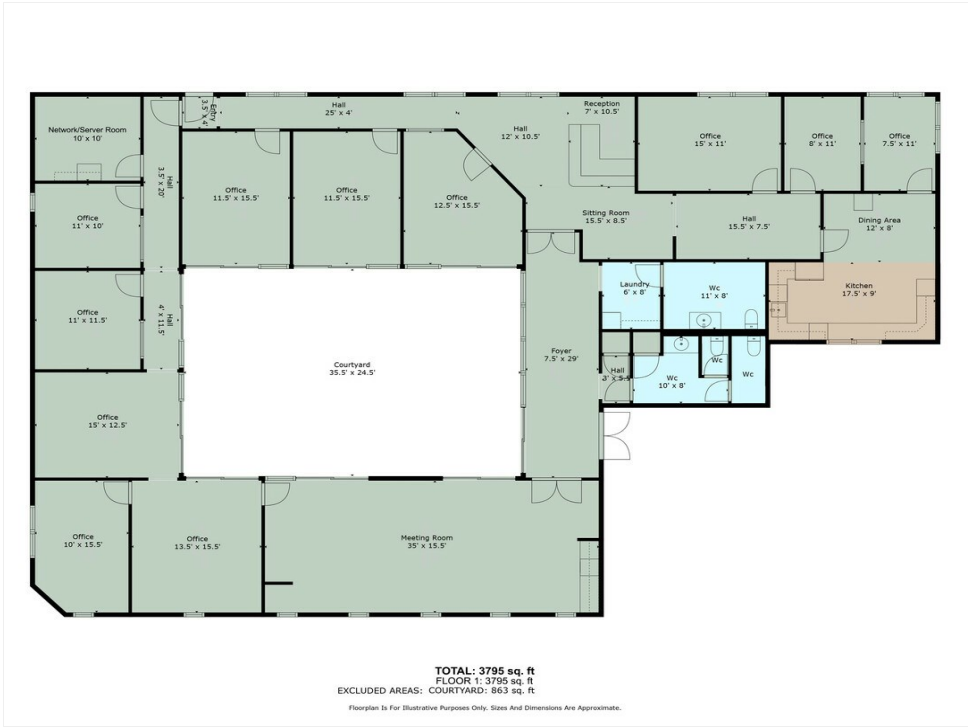 Network/Server Room
10' x 10'
Hall
3.5' x 20'
Entry
3.5' x 4'
Hall
25' x 4'
Hall
12' x 10.5'
Reception
7' x 10.5'
Office
15' x 11'
Office
8' x 11'
Office
7.5' x 11'
Office
11' x 10'
Office
11.5' x 15.5'
Office
11.5' x 15.5'
Office
12.5' x 15.5'
Sitting Room
15.5' x 8.5'
Hall
15.5' x 7.5'
Dining Area
12' x 8'
Office
11' x 11.5'
Hall
4' x 11.5'
Laundry
6' x 8'
Wc
11' x 8'
Kitchen
17.5' x 9'
Courtyard
35.5' x 24.5'
Foyer
7.5' x 29'
Hall
3' x 5.5'
Wc
10' x 8'
Wc
Wc
Office
15' x 12.5'
Office
10' x 15.5'
Office
13.5' x 15.5'
Meeting Room
35' x 15.5'
TOTAL: 3795 sq. ft
FLOOR 1: 3795 sq. ft
EXCLUDED AREAS: COURTYARD: 863 sq. ft
Floorplan Is For Illustrative Purposes Only. Sizes And Dimensions Are Approximate.